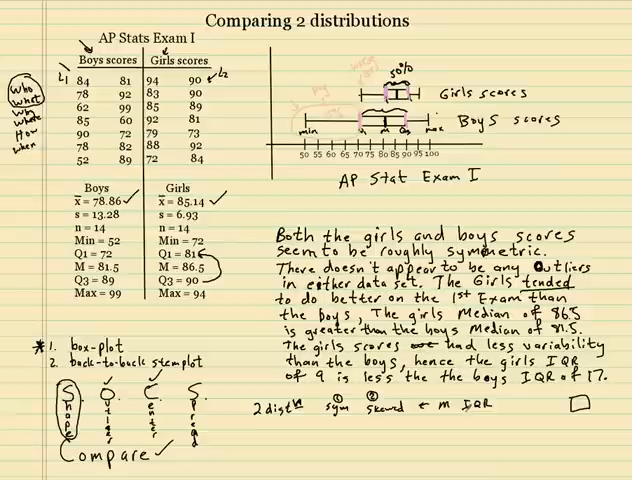 Comparing 2 distributions
AP Stats Exam I
Boys scores Girls scores
L1 84 81 94 90 L2
78 92 83 90
62 99 85 89
85 60 92 81
90 72 79 73
78 82 88 92
52 89 72 84
Who
What
Why
Where
How
When
Boys Girls
x̄ = 78.86 x̄ = 85.14
s = 13.28 s = 6.93
n = 14 n = 14
Min = 52 Min = 72
Q1 = 72 Q1 = 81
M = 81.5 M = 86.5
Q3 = 89 Q3 = 90
Max = 99 Max = 94
* 1. box-plot
2. back-to-back stemplot
Shape Outlier Center Spread
Compare
50%
Girls scores
Boys scores
min Q1 M Q3 max
50 55 60 65 70 75 80 85 90 95 100
AP Stat Exam I
Both the girls and boys scores
seem to be roughly symmetric.
There doesn't appear to be any Outliers
in either data set. The Girls tended
to do better on the 1st Exam than
the boys, The girls Median of 86.5
is greater than the boys Median of 81.5.
The girls scores had less variability
than the boys, hence the girls IQR
of 9 is less the the boys IQR of 17.
2 distⁿ ① sym ② skewed ← M IQR